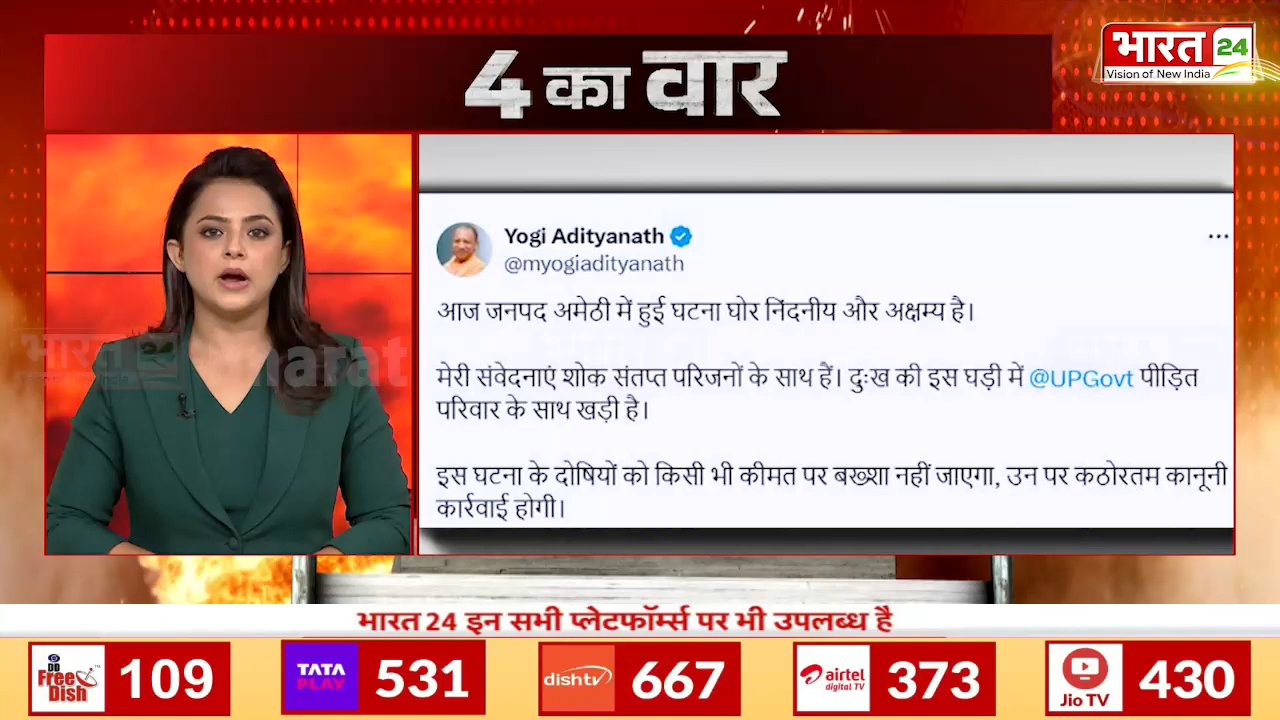 4 का वार
भारत 24
Vision of New India
Yogi Adityanath
@myogiadityanath
आज जनपद अमेठी में हुई घटना घोर निंदनीय और अक्षम्य है।
मेरी संवेदनाएं शोक संतप्त परिजनों के साथ हैं। दुःख की इस घड़ी में @UPGovt पीड़ित
परिवार के साथ खड़ी है।
इस घटना के दोषियों को किसी भी कीमत पर बख्शा नहीं जाएगा, उन पर कठोरतम कानूनी
कार्रवाई होगी।
भारत 24
harat
भारत 24 इन सभी प्लेटफॉर्म्स पर भी उपलब्ध है
DD Free Dish 109
TATA PLAY 531
dishtv 667
airtel digital TV 373
Jio TV 430